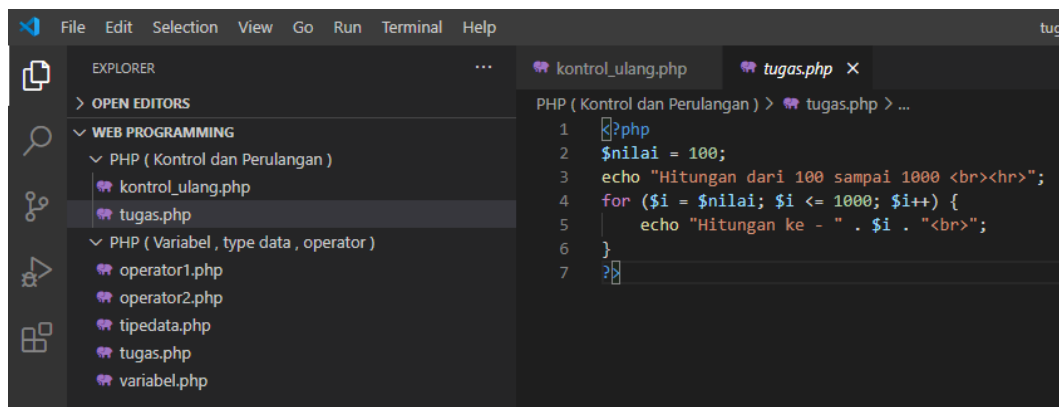 File Edit Selection View Go Run Terminal Help
EXPLORER ...
> OPEN EDITORS
WEB PROGRAMMING
PHP ( Kontrol dan Perulangan )
kontrol_ulang.php
tugas.php
PHP ( Variabel , type data , operator )
operator1.php
operator2.php
tipedata.php
tugas.php
variabel.php
kontrol_ulang.php tugas.php ×
PHP ( Kontrol dan Perulangan ) > tugas.php > ...
1 <?php
2 $nilai = 100;
3 echo "Hitungan dari 100 sampai 1000 <br><hr>";
4 for ($i = $nilai; $i <= 1000; $i++) {
5 echo "Hitungan ke - " . $i . "<br>";
6 }
7 ?>